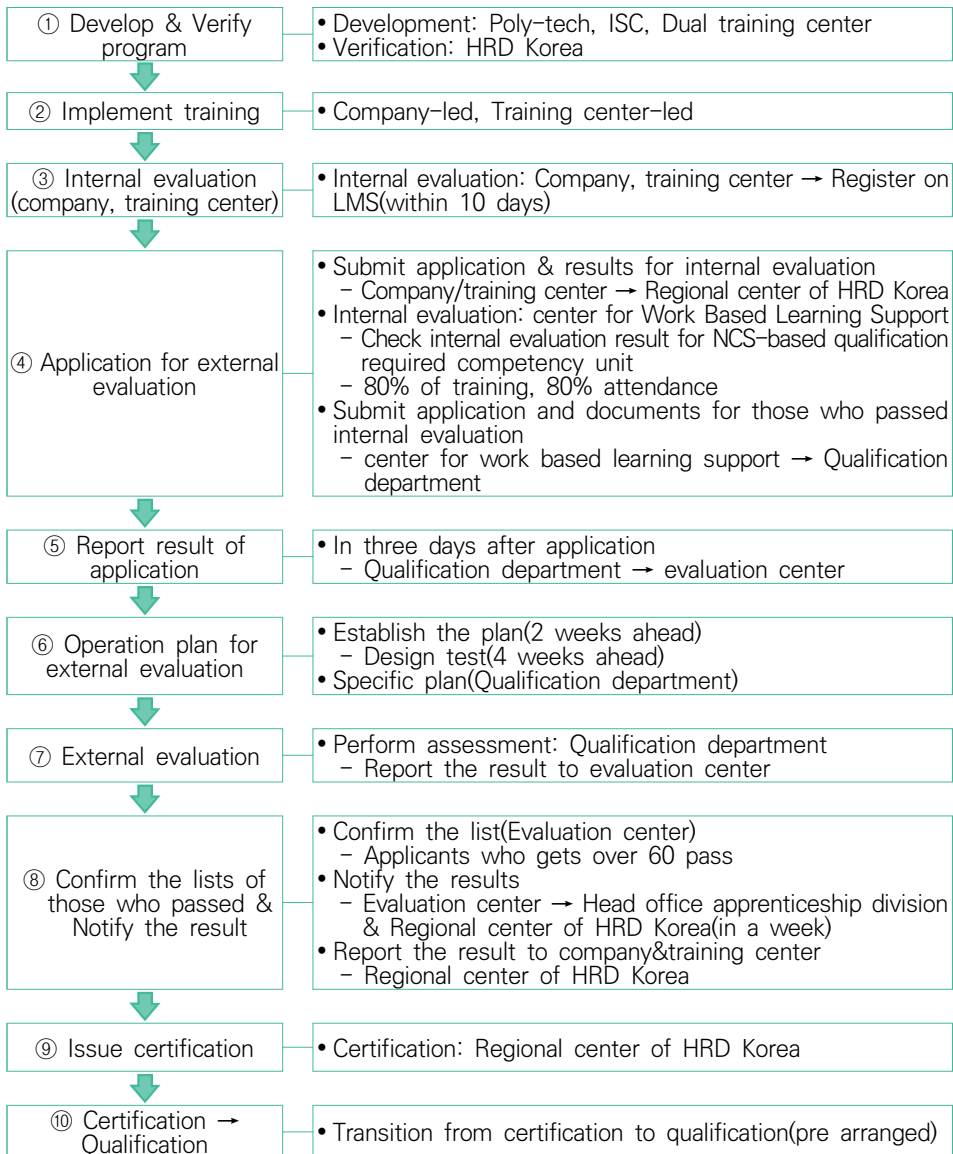 ① Develop & Verify
program
• Development: Poly-tech, ISC, Dual training center
• Verification: HRD Korea
② Implement training
• Company-led, Training center-led
③ Internal evaluation
(company, training center)
• Internal evaluation: Company, training center → Register on
LMS(within 10 days)
④ Application for external
evaluation
• Submit application & results for internal evaluation
- Company/training center → Regional center of HRD Korea
• Internal evaluation: center for Work Based Learning Support
- Check internal evaluation result for NCS-based qualification
required competency unit
- 80% of training, 80% attendance
• Submit application and documents for those who passed
internal evaluation
- center for work based learning support → Qualification
department
⑤ Report result of
application
• In three days after application
- Qualification department → evaluation center
⑥ Operation plan for
external evaluation
• Establish the plan(2 weeks ahead)
- Design test(4 weeks ahead)
• Specific plan(Qualification department)
⑦ External evaluation
• Perform assessment: Qualification department
- Report the result to evaluation center
⑧ Confirm the lists of
those who passed &
Notify the result
• Confirm the list(Evaluation center)
- Applicants who gets over 60 pass
• Notify the results
- Evaluation center → Head office apprenticeship division
& Regional center of HRD Korea(in a week)
• Report the result to company&training center
- Regional center of HRD Korea
⑨ Issue certification
• Certification: Regional center of HRD Korea
⑩ Certification →
Qualification
• Transition from certification to qualification(pre arranged)